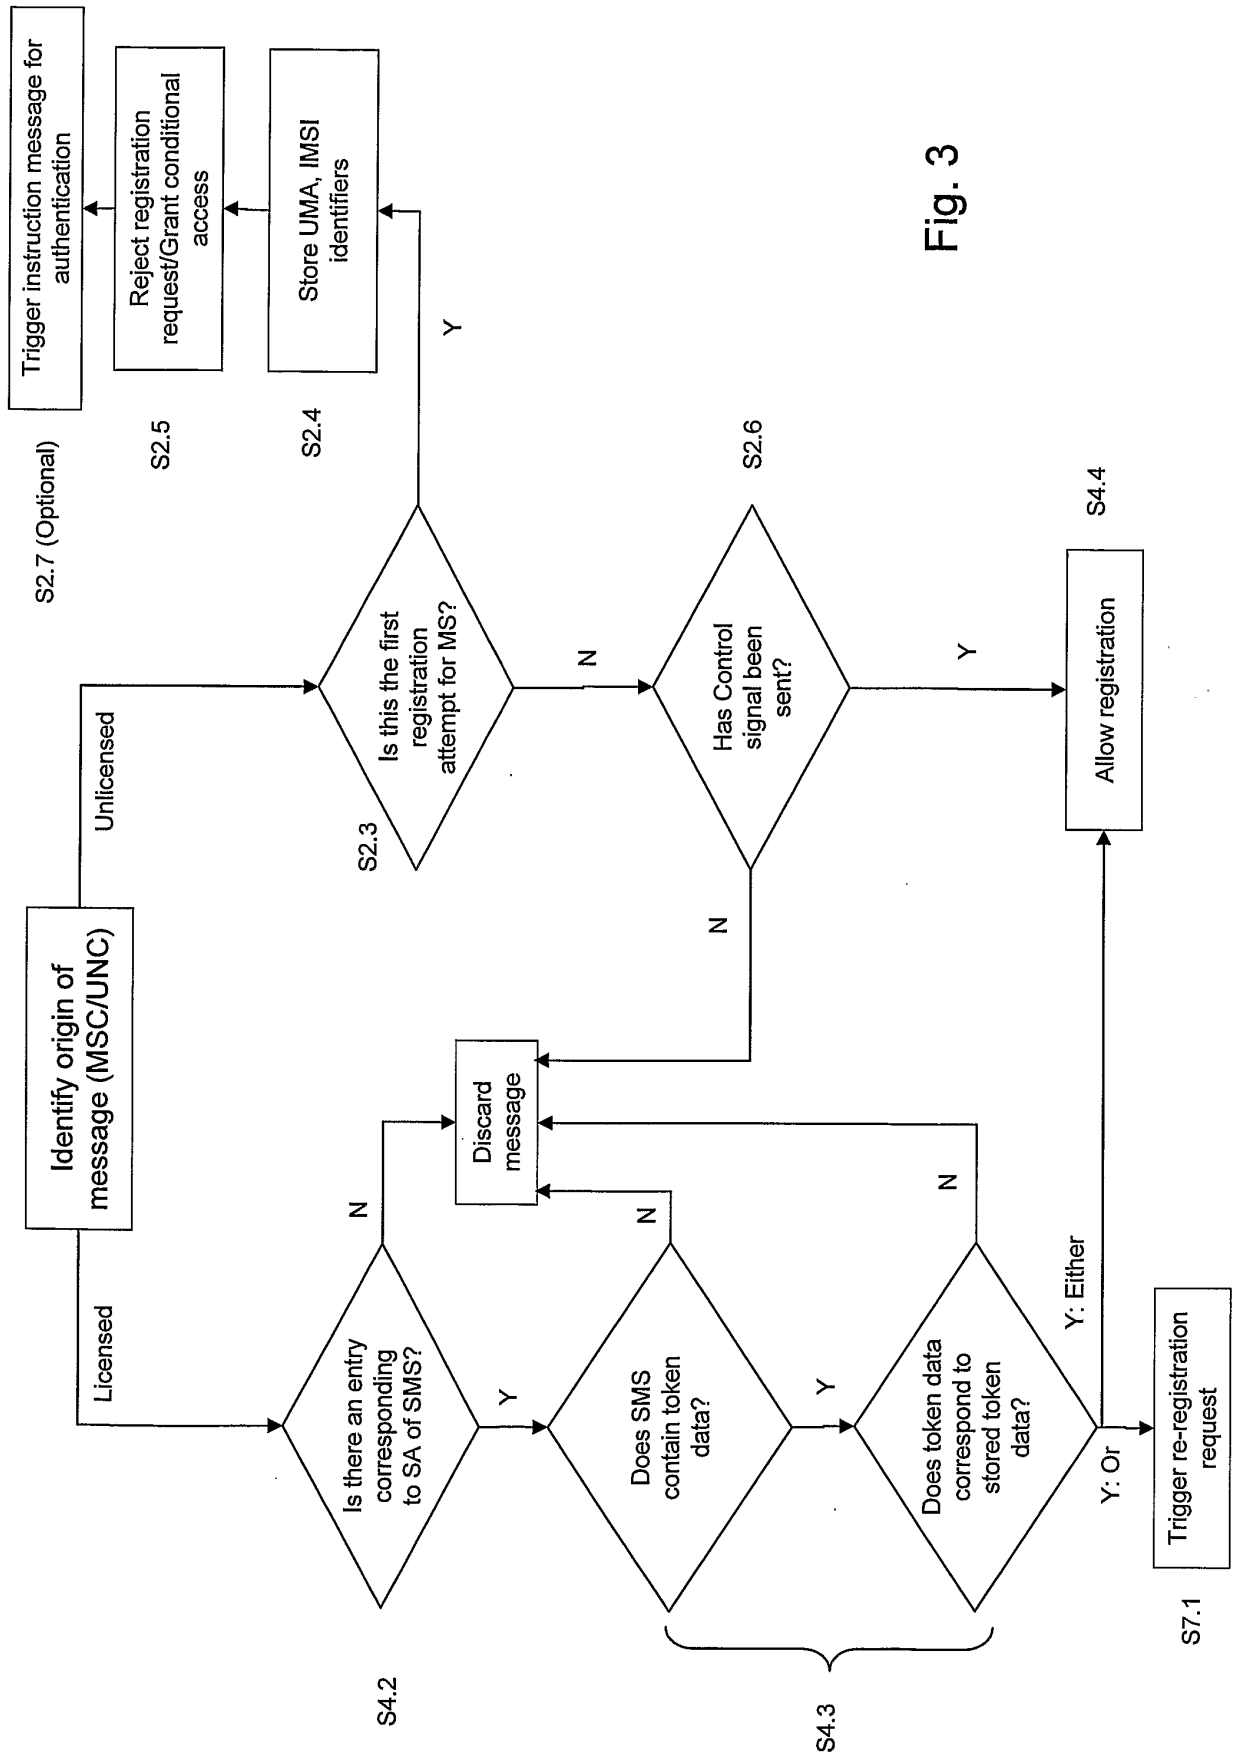 Identify origin of
message (MSC/UNC)
Licensed
Unlicensed
S4.2
Is there an entry
corresponding
to SA of SMS?
N
Y
Discard
message
S4.3
Does SMS
contain token
data?
N
Y
Does token data
correspond to
stored token
data?
N
Y: Either
Y: Or
S7.1
Trigger re-registration
request
S2.3
Is this the first
registration
attempt for MS?
Y
N
S2.7 (Optional)
Trigger instruction message for
authentication
S2.5
Reject registration
request/Grant conditional
access
S2.4
Store UMA, IMSI
identifiers
S2.6
Has Control
signal been
sent?
N
Y
S4.4
Allow registration
Fig. 3